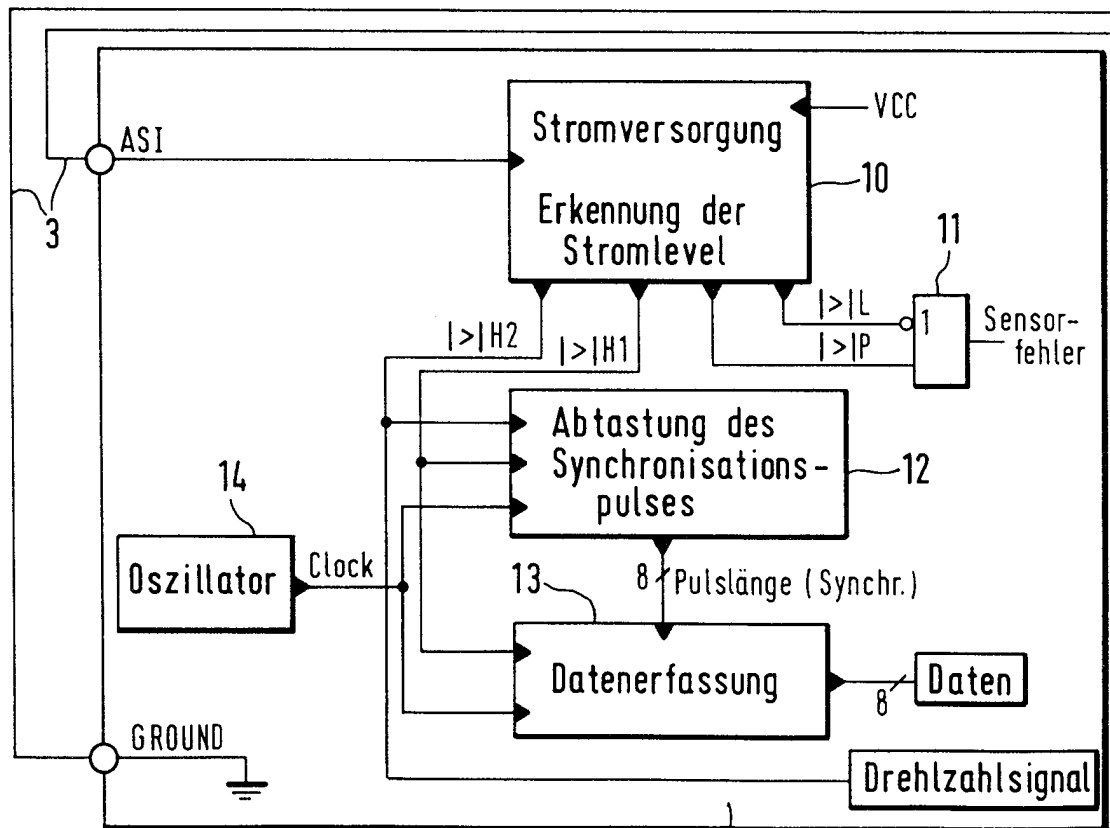 ASI
VCC
Stromversorgung
Erkennung der
Stromlevel
10
3
11
|>|L
1
Sensor-
fehler
|>|P
|>|H2
|>|H1
Abtastung des
Synchronisations-
pulses
12
14
Oszillator
Clock
8
Pulslänge (Synchr.)
13
Datenerfassung
8
Daten
GROUND
Drehlzahlsignal